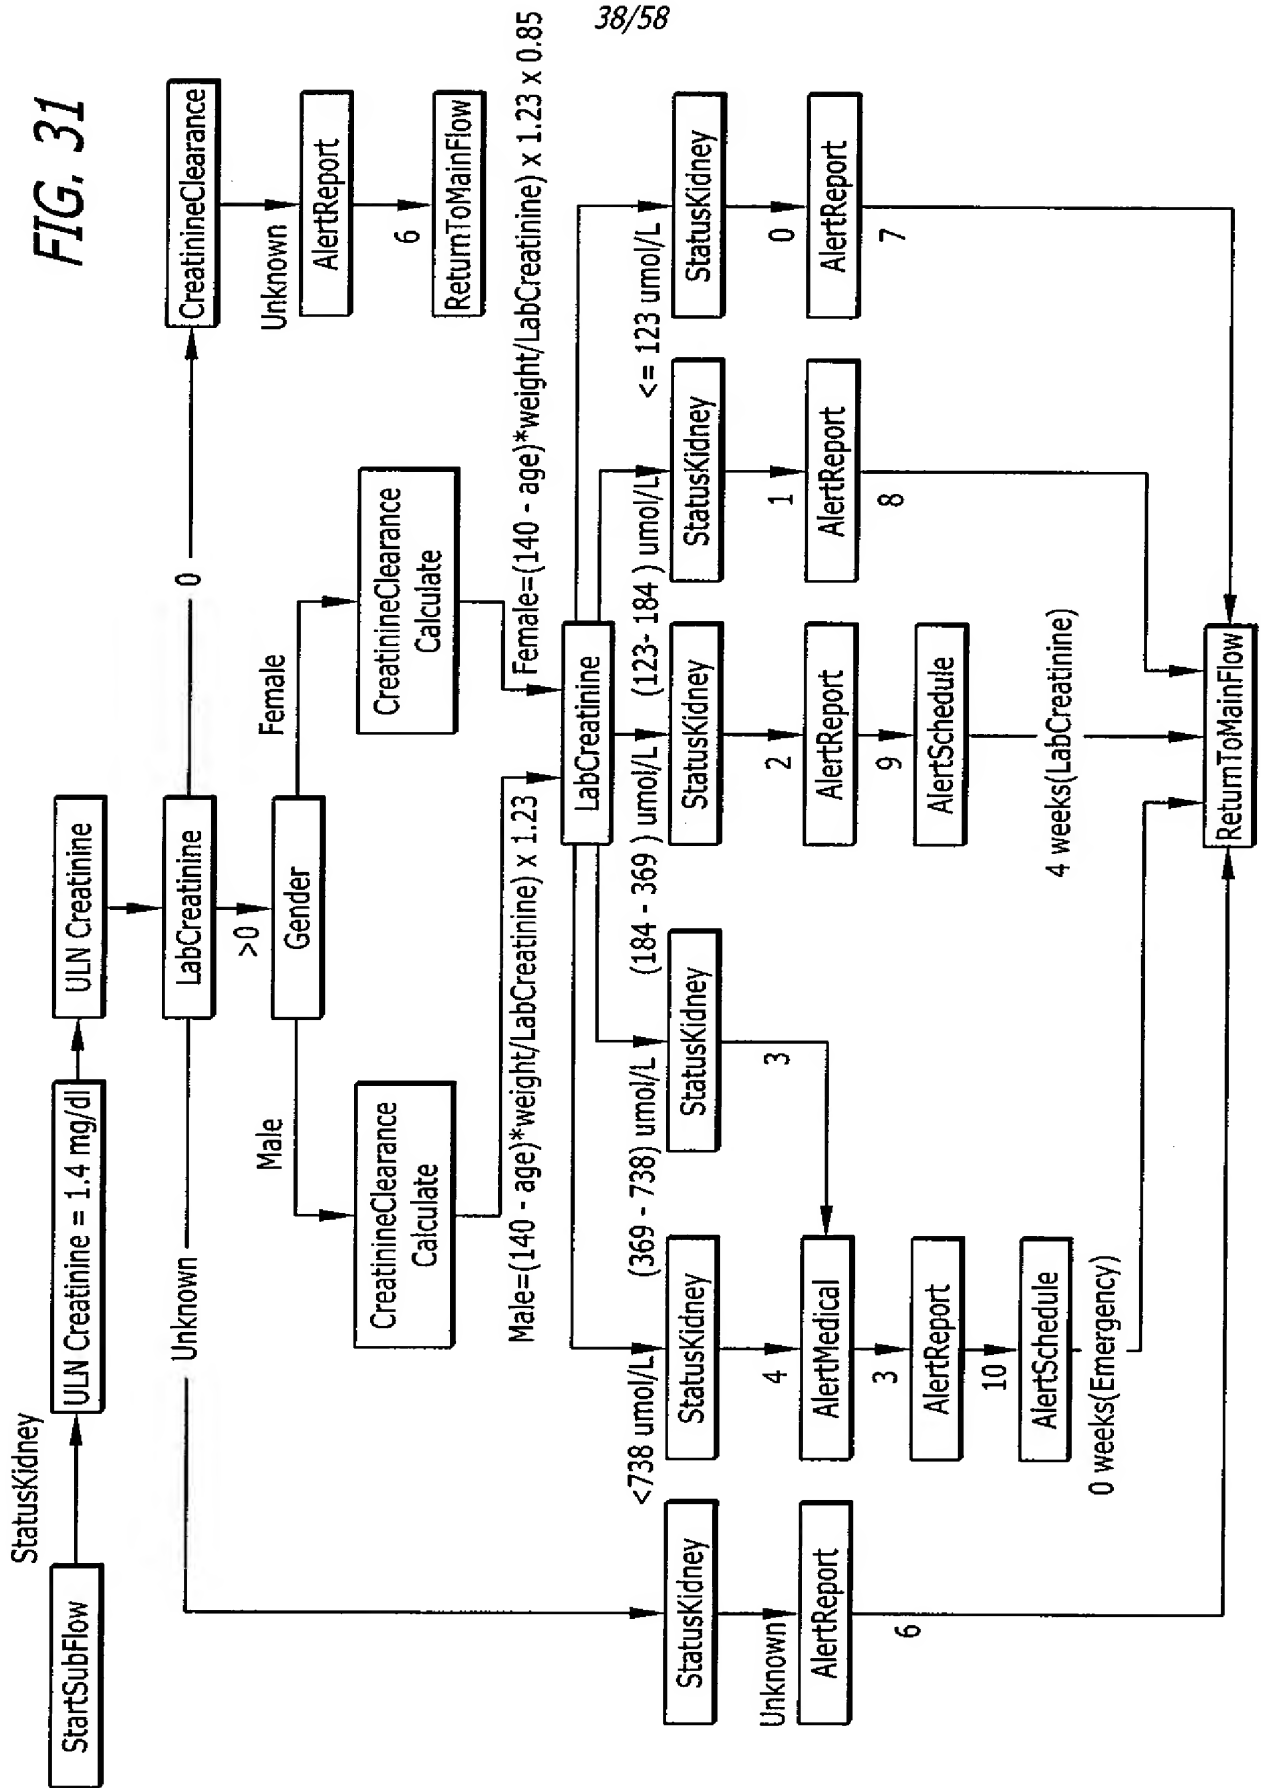 38/58
FIG. 31
StatusKidney
StartSubFlow
ULN Creatinine = 1.4 mg/dl
ULN Creatinine
Unknown
LabCreatinine
0
CreatinineClearance
>0
Unknown
Male
Gender
Female
AlertReport
6
CreatinineClearance
Calculate
CreatinineClearance
Calculate
ReturnToMainFlow
Male=(140 - age)*weight/LabCreatinine) x 1.23
Female=(140 - age)*weight/LabCreatinine) x 1.23 x 0.85
LabCreatinine
<738 umol/L
(369 - 738) umol/L
(184 - 369 ) umol/L
(123- 184 ) umol/L
<= 123 umol/L
StatusKidney
StatusKidney
StatusKidney
StatusKidney
StatusKidney
StatusKidney
Unknown
4
3
2
1
0
AlertReport
AlertMedical
AlertReport
AlertReport
AlertReport
6
3
9
8
7
AlertReport
AlertSchedule
10
AlertSchedule
4 weeks(LabCreatinine)
0 weeks(Emergency)
ReturnToMainFlow